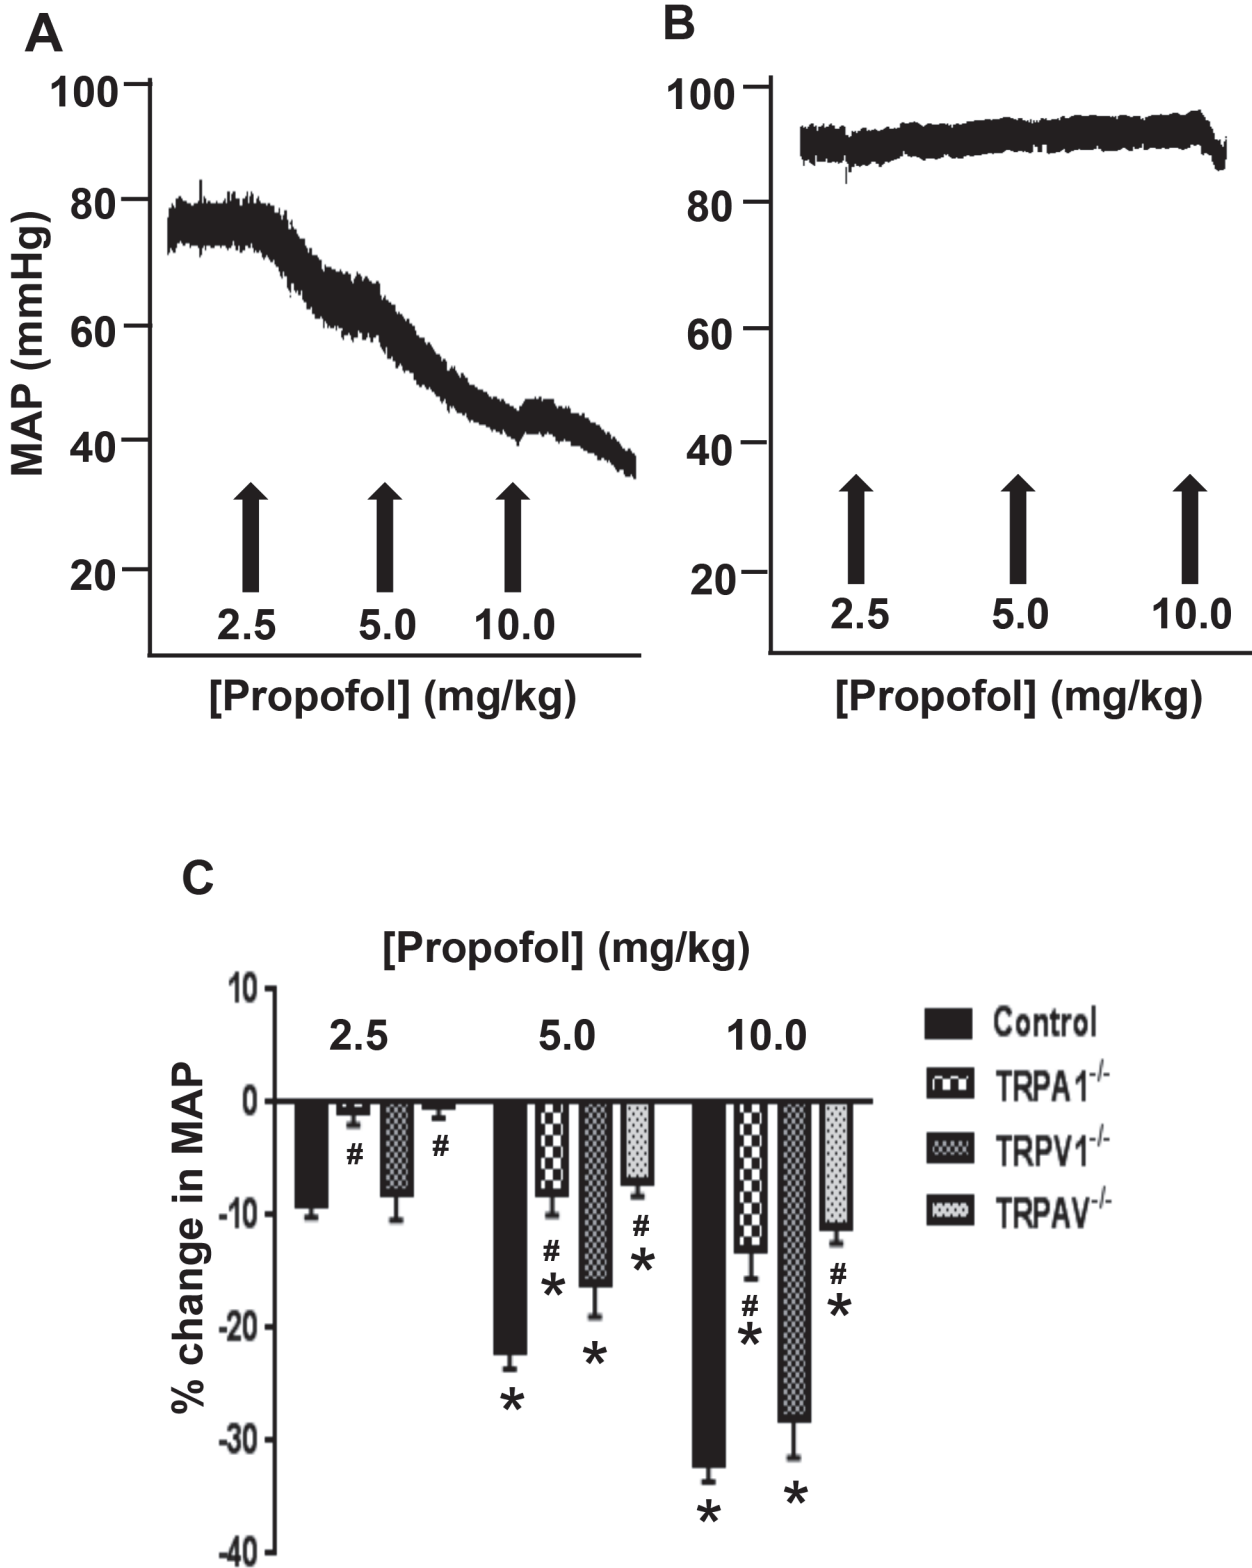 A
100
80
60
40
20
MAP (mmHg)
2.5 5.0 10.0
[Propofol] (mg/kg)
B
100
80
60
40
20
2.5 5.0 10.0
[Propofol] (mg/kg)
C
[Propofol] (mg/kg)
2.5 5.0 10.0
10
0
-10
-20
-30
-40
% change in MAP
# #
*
#
*
*
#
*
*
#
*
*
#
*
Control
TRPA1-/-
TRPV1-/-
TRPAV-/-